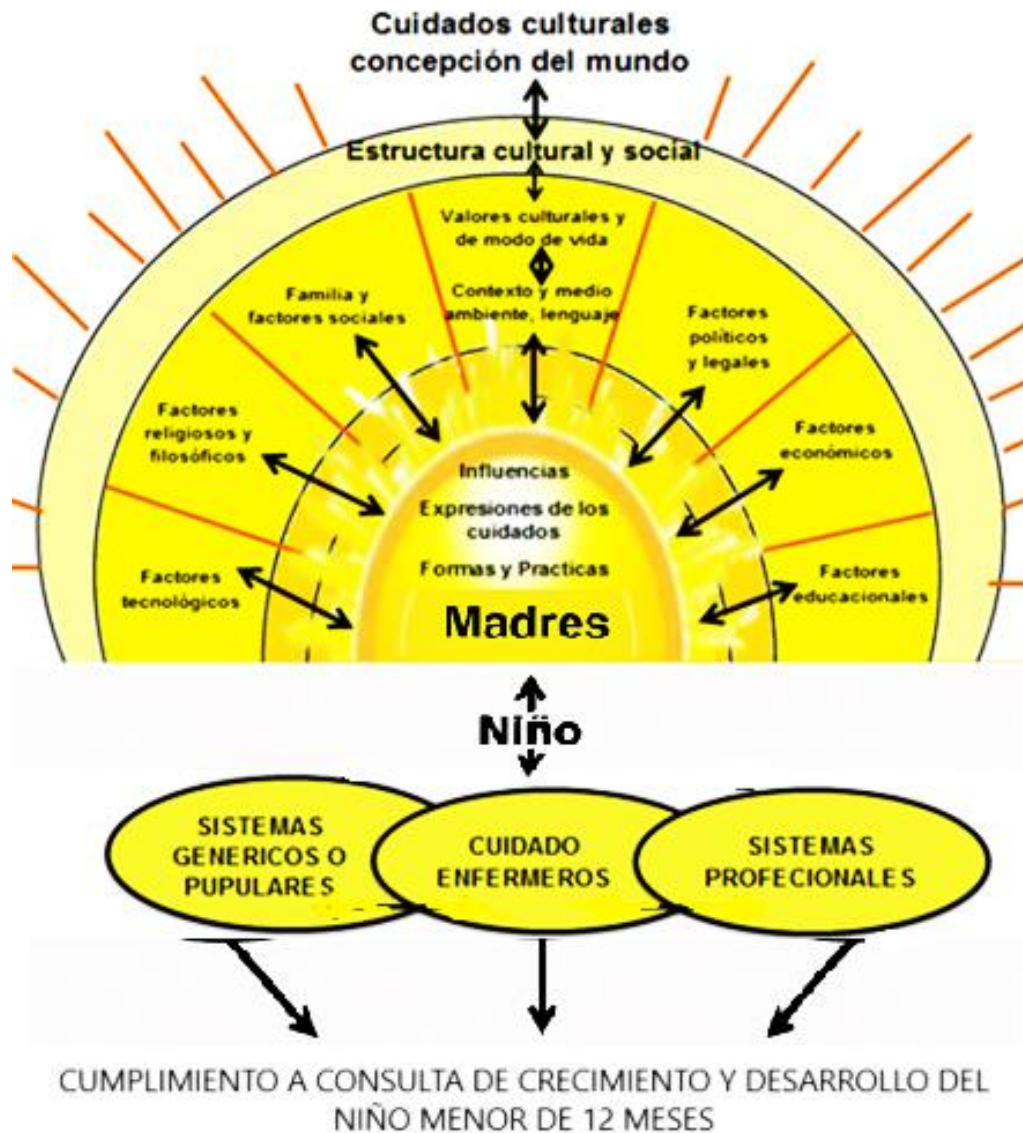 Cuidados culturales
concepción del mundo
Estructura cultural y social
Valores culturales y
de modo de vida
Familia y
factores sociales
Contexto y medio
ambiente, lenguaje
Factores
políticos
y legales
Factores
religiosos y
filosóficos
Factores
económicos
Influencias
Expresiones de los
cuidados
Formas y Practicas
Factores
tecnológicos
Factores
educacionales
Madres
Niño
SISTEMAS
GENERICOS O
PUPULARES
CUIDADO
ENFERMEROS
SISTEMAS
PROFECIONALES
CUMPLIMIENTO A CONSULTA DE CRECIMIENTO Y DESARROLLO DEL
NIÑO MENOR DE 12 MESES